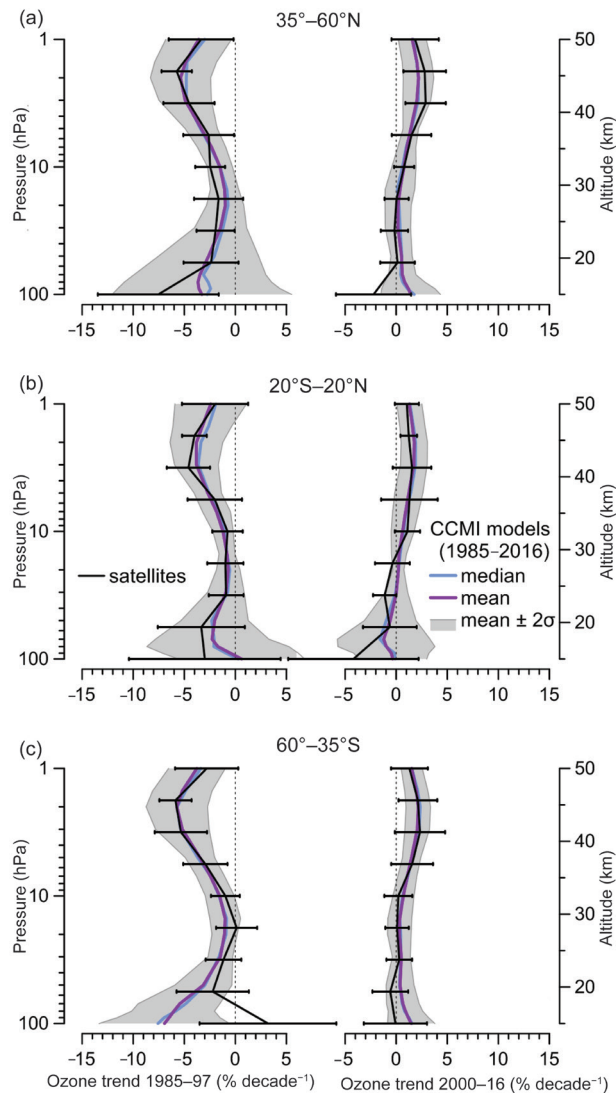 (a)
35°–60°N
1
10
100
Pressure (hPa)
50
40
30
20
Altitude (km)
−15 −10 −5 0 5
−5 0 5 10 15
(b)
20°S–20°N
1
10
100
Pressure (hPa)
satellites
CCMI models
(1985–2016)
median
mean
mean ± 2σ
50
40
30
20
Altitude (km)
−15 −10 −5 0 5
−5 0 5 10 15
(c)
60°–35°S
1
10
100
Pressure (hPa)
50
40
30
20
Altitude (km)
−15 −10 −5 0 5
−5 0 5 10 15
Ozone trend 1985–97 (% decade⁻¹)
Ozone trend 2000–16 (% decade⁻¹)